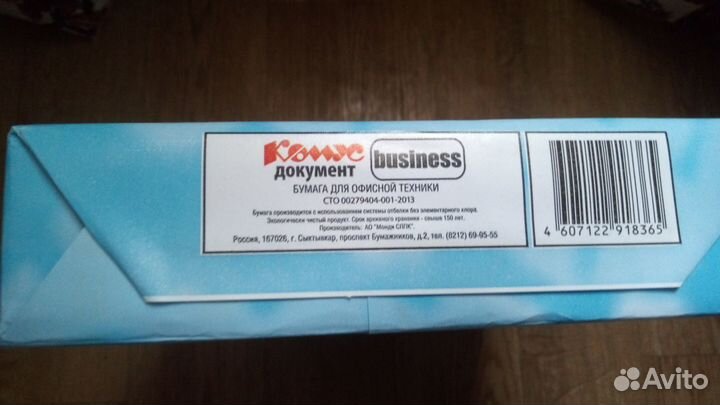 Комус
документ
business
БУМАГА ДЛЯ ОФИСНОЙ ТЕХНИКИ
СТО 00279404-001-2013
Бумага производится с использованием системы отбелки без элементарного хлора.
Экологически чистый продукт. Срок архивного хранения - свыше 150 лет.
Производитель: АО "Монди СЛПК".
Россия, 167026, г. Сыктывкар, проспект Бумажников, д.2, тел. (8212) 69-95-55
4 607122 918365
Avito